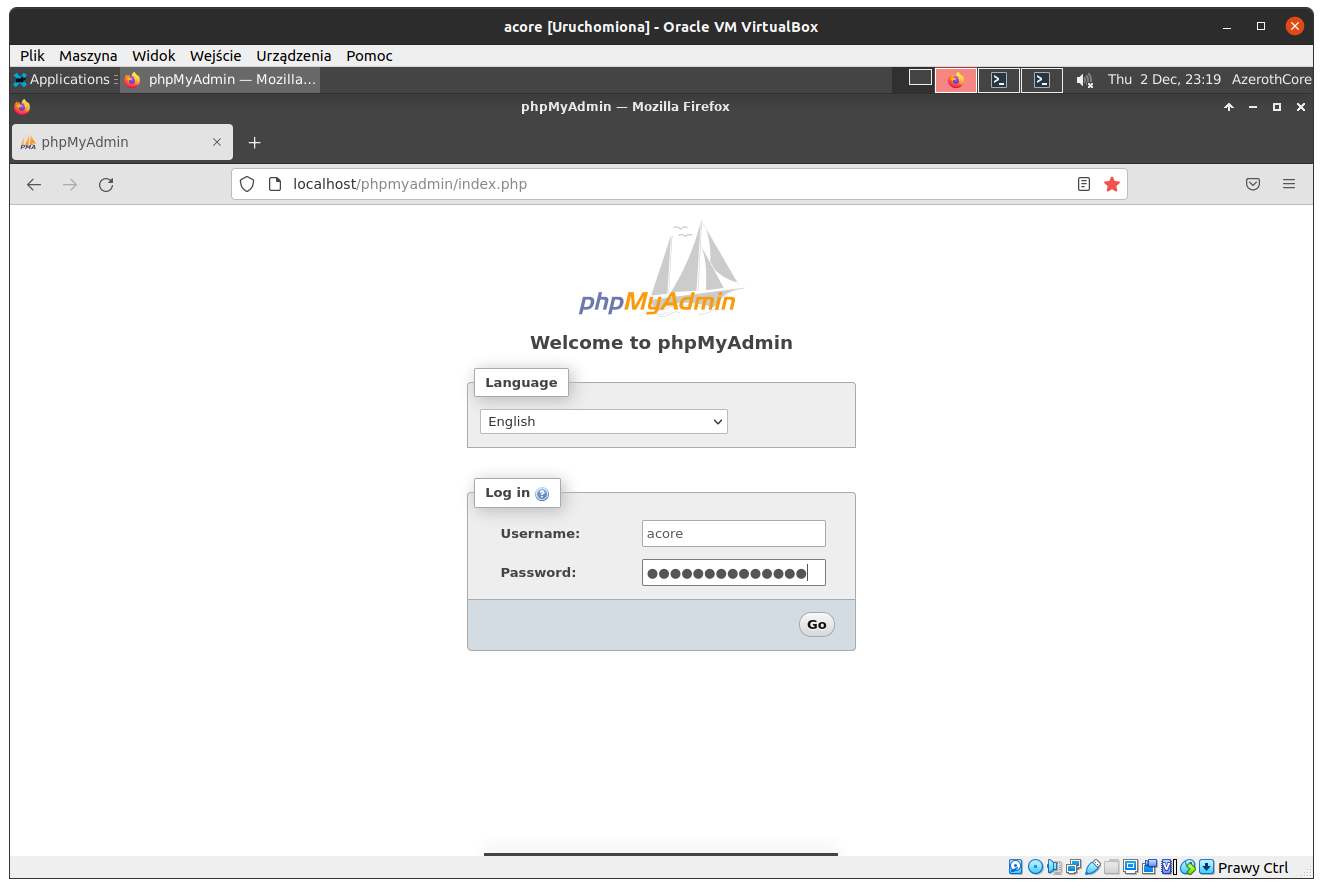 acore [Uruchomiona] - Oracle VM VirtualBox
Plik Maszyna Widok Wejście Urządzenia Pomoc
Applications phpMyAdmin — Mozilla... Thu 2 Dec, 23:19 AzerothCore
phpMyAdmin — Mozilla Firefox
PMA phpMyAdmin
localhost/phpmyadmin/index.php
phpMyAdmin
Welcome to phpMyAdmin
Language
English
Log in
Username: acore
Password: ●●●●●●●●●●●●●●
Go
Prawy Ctrl